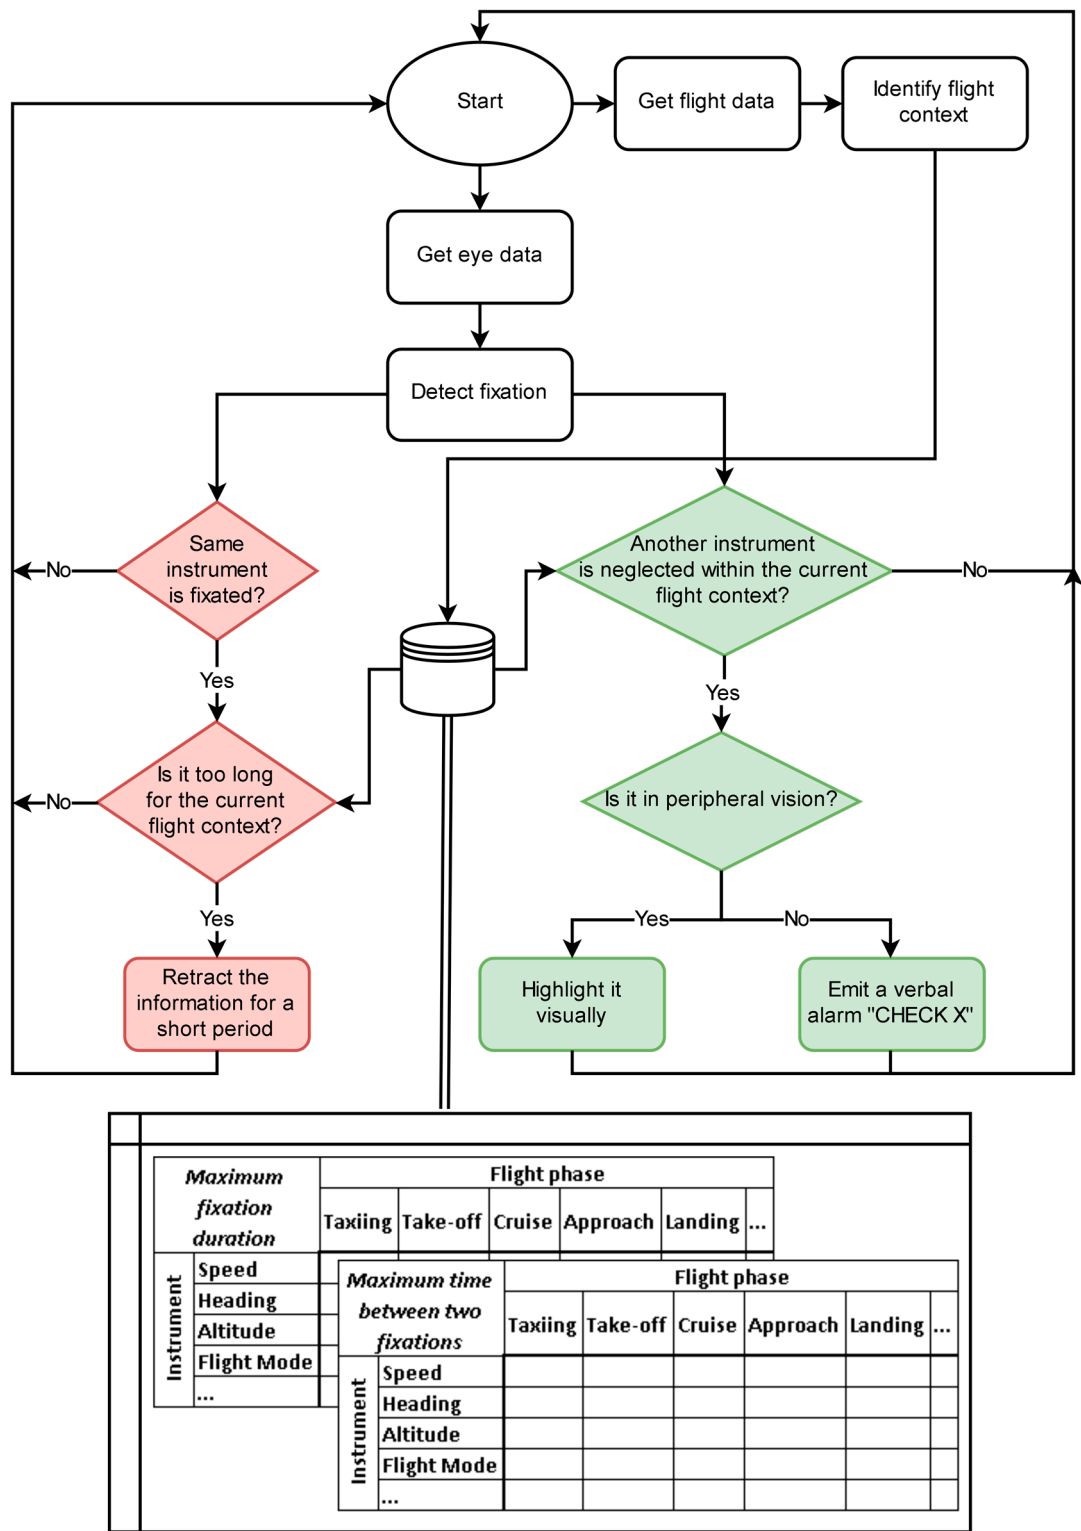 Start
Get flight data
Identify flight
context
Get eye data
Detect fixation
Same
instrument
is fixated?
No
Yes
Is it too long
for the current
flight context?
No
Yes
Retract the
information for a
short period
Another instrument
is neglected within the current
flight context?
No
Yes
Is it in peripheral vision?
Yes
No
Highlight it
visually
Emit a verbal
alarm "CHECK X"
Maximum
fixation
duration
Flight phase
Taxiing Take-off Cruise Approach Landing ...
Instrument
Speed
Heading
Altitude
Flight Mode
...
Maximum time
between two
fixations
Flight phase
Taxiing Take-off Cruise Approach Landing ...
Instrument
Speed
Heading
Altitude
Flight Mode
...